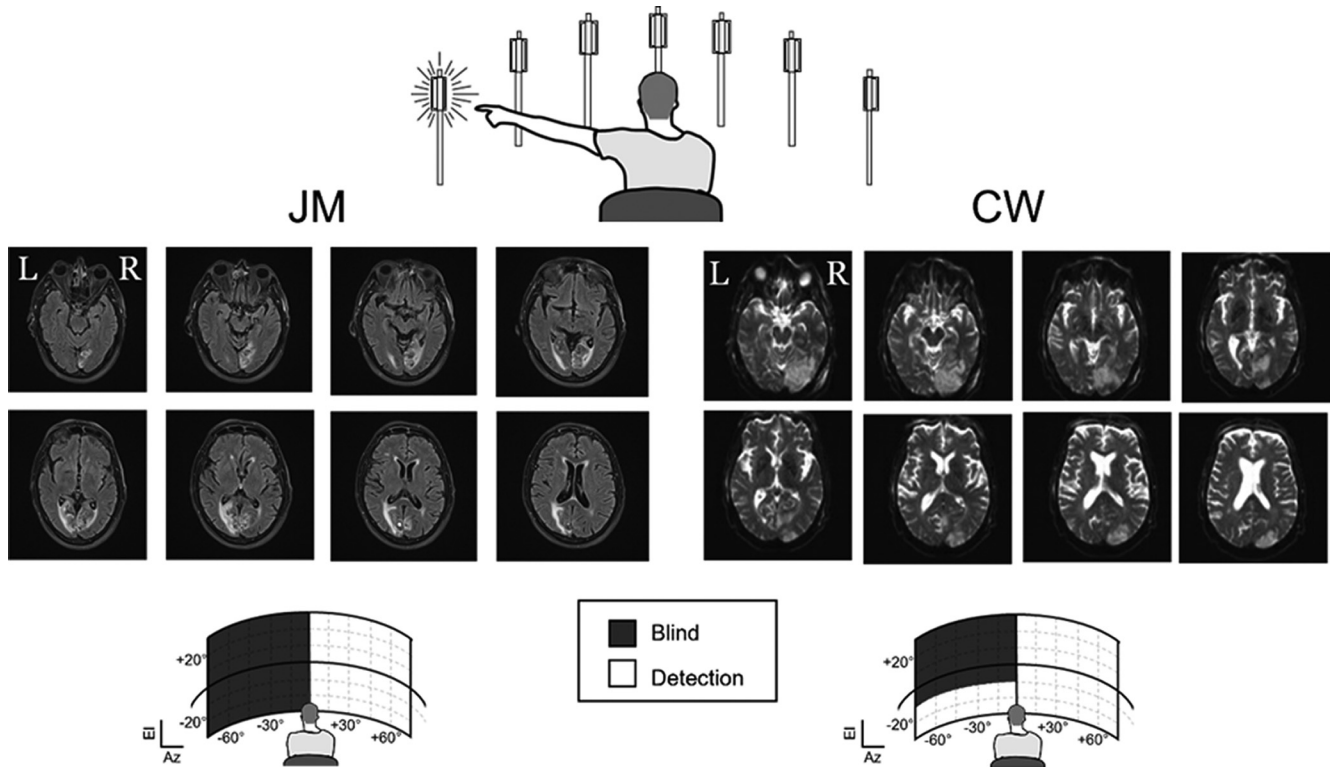 JM
CW
L R
L R
Blind
Detection
+20°
-20°
-60°
-30°
+30°
+60°
El
Az
+20°
-20°
-60°
-30°
+30°
+60°
El
Az